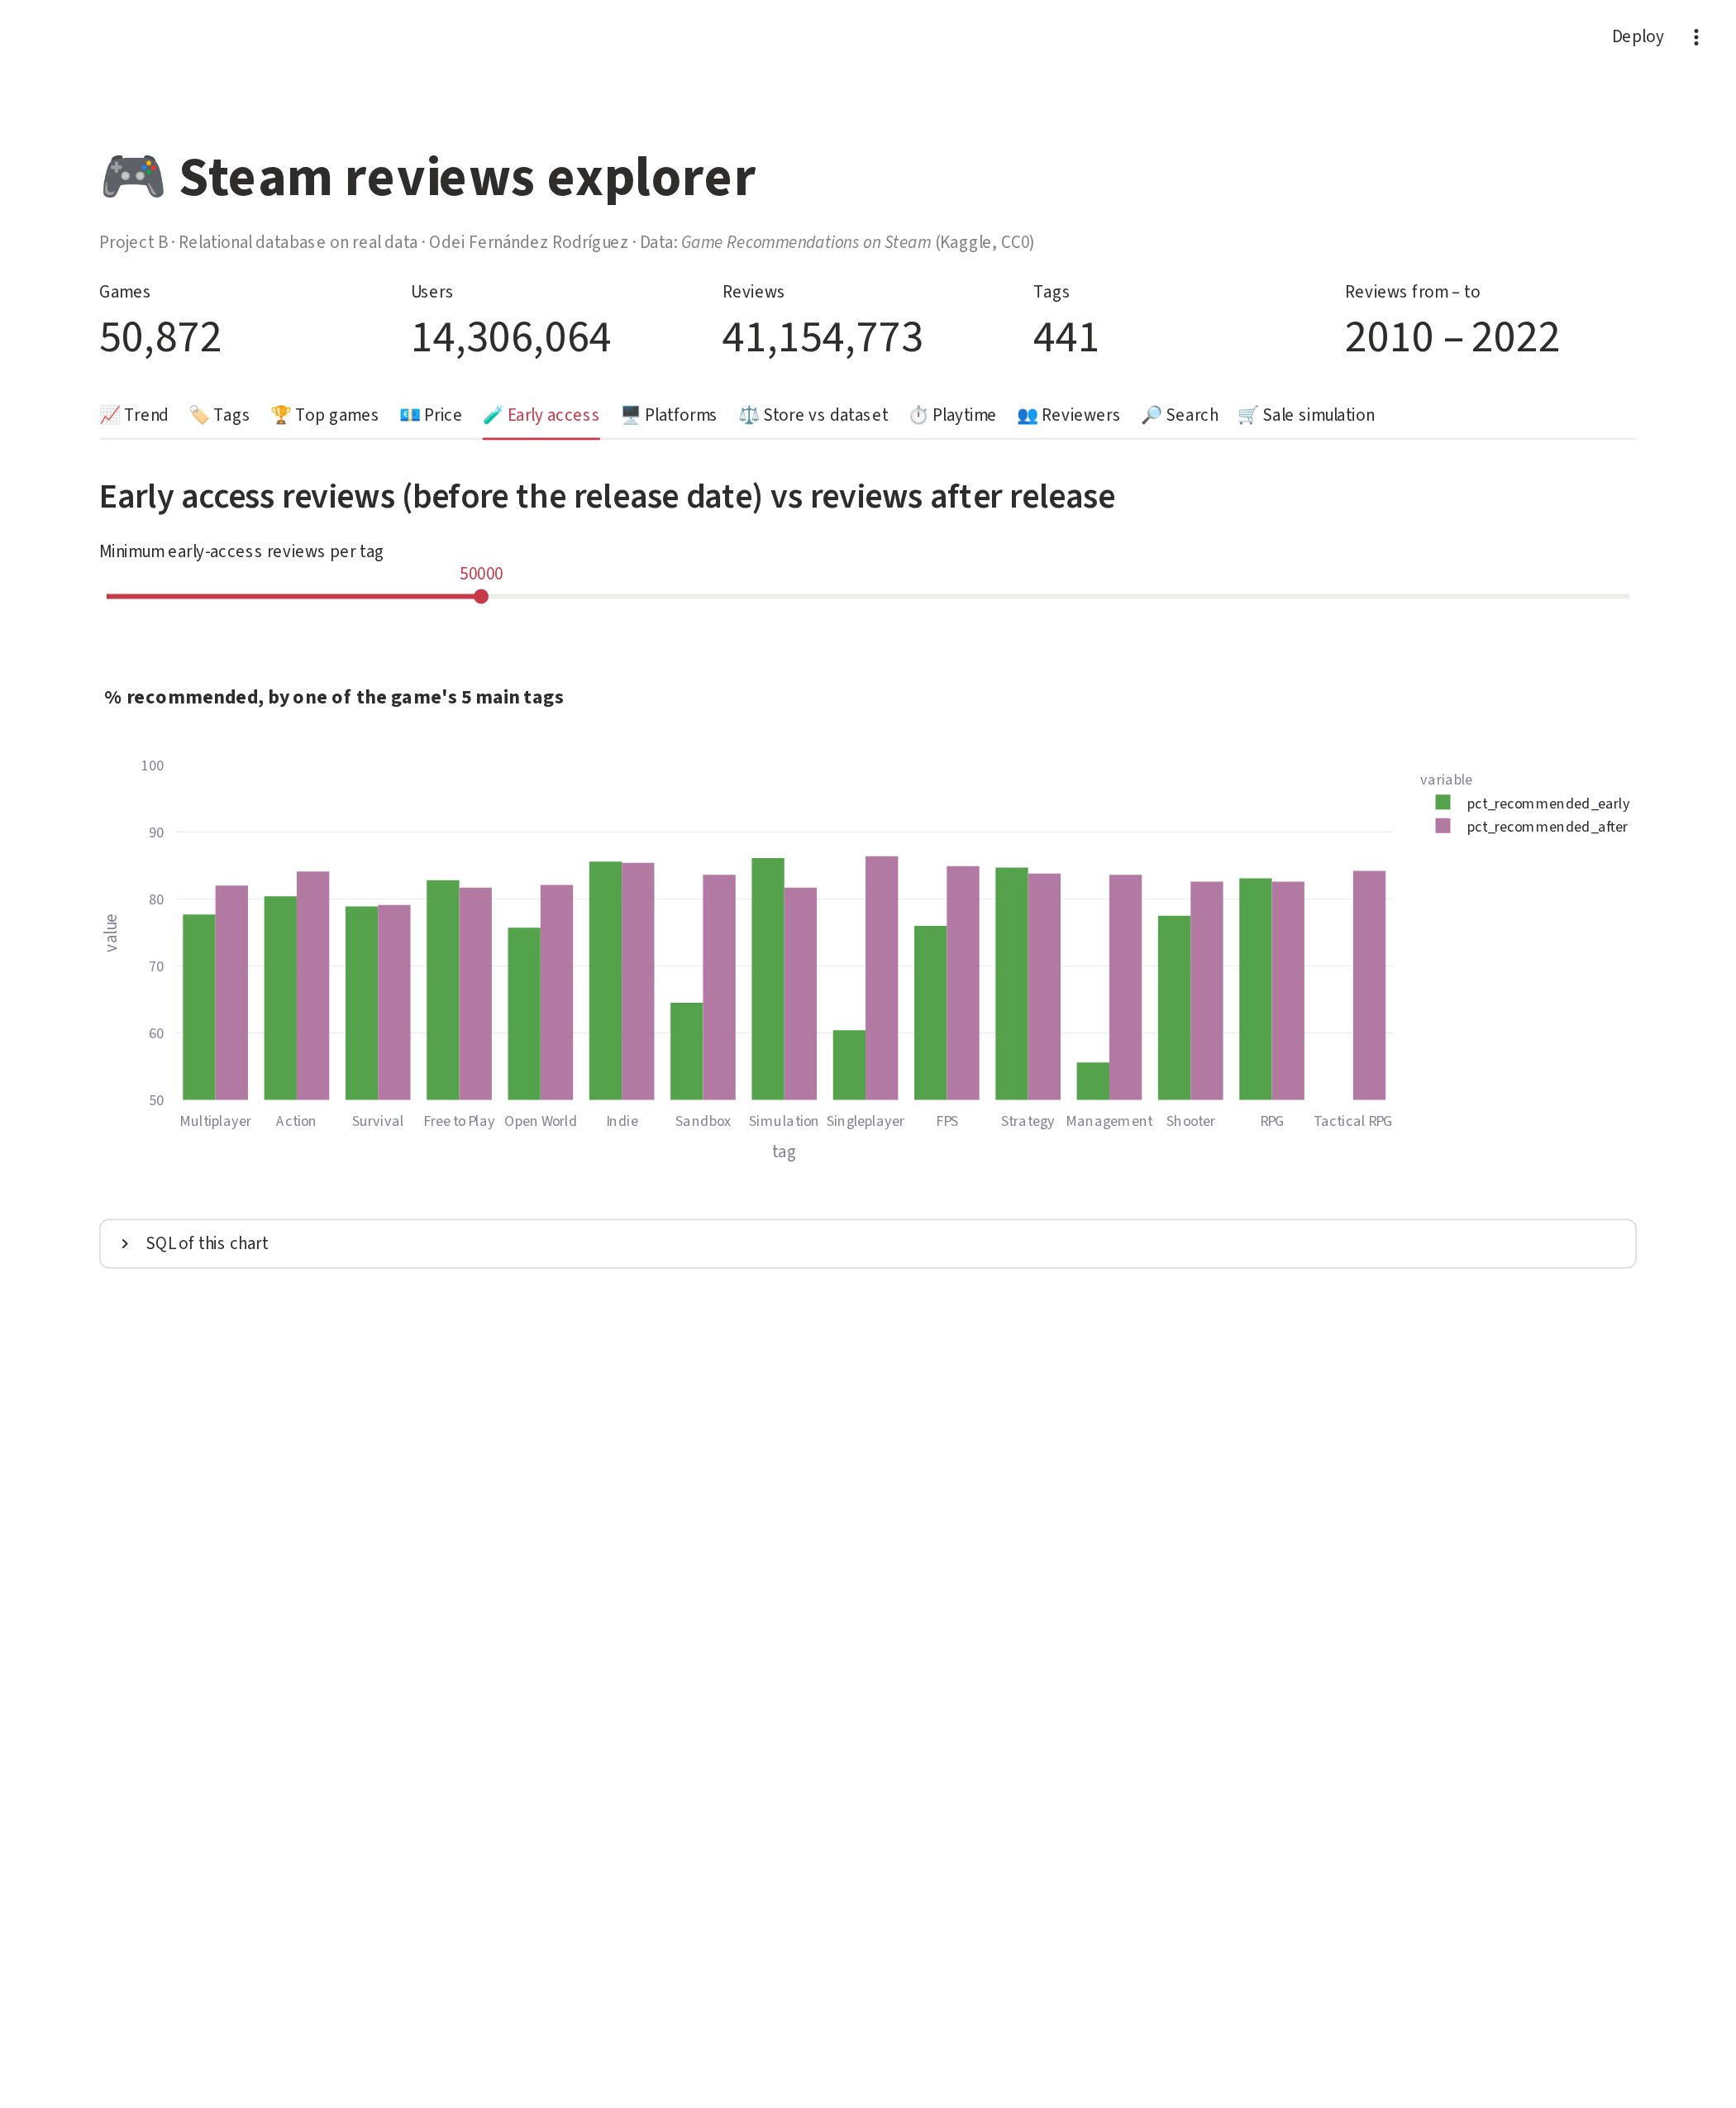 Deploy
🎮 Steam reviews explorer
Project B · Relational database on real data · Odei Fernández Rodríguez · Data: Game Recommendations on Steam (Kaggle, CC0)
Games Users Reviews Tags Reviews from – to
50,872 14,306,064 41,154,773 441 2010 – 2022
📈 Trend 🏷️ Tags 🏆 Top games 💶 Price 🧪 Early access 🖥️ Platforms ⚖️ Store vs dataset ⏱️ Playtime 👥 Reviewers 🔎 Search 🛒 Sale simulation
Early access reviews (before the release date) vs reviews after release
Minimum early-access reviews per tag
50000
% recommended, by one of the game's 5 main tags
100
90
80
70
60
50
value
Multiplayer Action Survival Free to Play Open World Indie Sandbox Simulation Singleplayer FPS Strategy Management Shooter RPG Tactical RPG
tag
variable
pct_recommended_early
pct_recommended_after
SQL of this chart